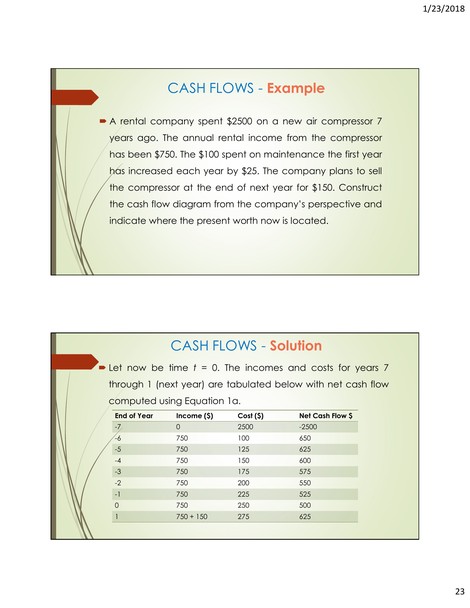 1/23/2018
CASH FLOWS - Example
A rental company spent $2500 on a new air compressor 7
years ago. The annual rental income from the compressor
has been $750. The $100 spent on maintenance the first year
has increased each year by $25. The company plans to sell
the compressor at the end of next year for $150. Construct
the cash flow diagram from the company's perspective and
indicate where the present worth now is located.
CASH FLOWS - Solution
Let now be time t = 0. The incomes and costs for years 7
through 1 (next year) are tabulated below with net cash flow
computed using Equation 1a.
End of Year Income ($) Cost ($) Net Cash Flow $
-7 0 2500 -2500
-6 750 100 650
-5 750 125 625
-4 750 150 600
-3 750 175 575
-2 750 200 550
-1 750 225 525
0 750 250 500
1 750 + 150 275 625
23